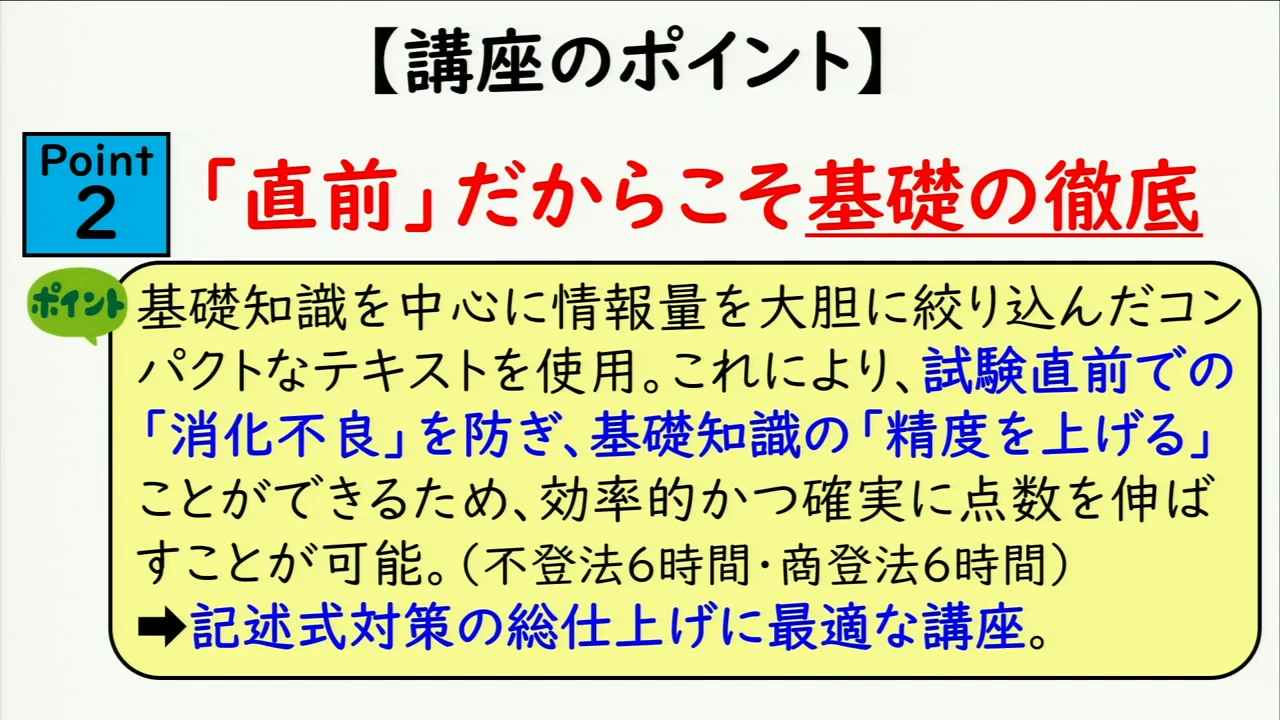 【講座のポイント】
Point
2
「直前」だからこそ基礎の徹底
ポイント
基礎知識を中心に情報量を大胆に絞り込んだコン
パクトなテキストを使用。これにより、試験直前での
「消化不良」を防ぎ、基礎知識の「精度を上げる」
ことができるため、効率的かつ確実に点数を伸ば
すことが可能。（不登法6時間・商登法6時間）
➡記述式対策の総仕上げに最適な講座。